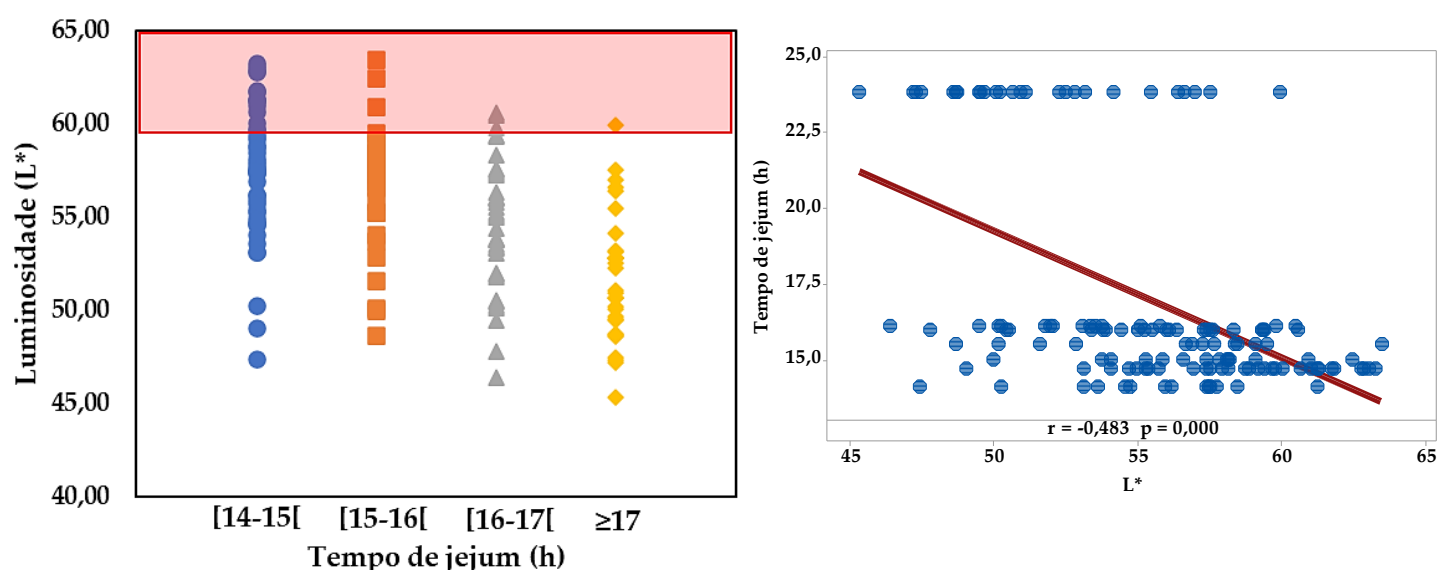 65,00
60,00
55,00
50,00
45,00
40,00
Luminosidade (L*)
[14-15[ [15-16[ [16-17[ ≥17
Tempo de jejum (h)
25,0
22,5
20,0
17,5
15,0
Tempo de jejum (h)
r = -0,483 p = 0,000
45 50 55 60 65
L*